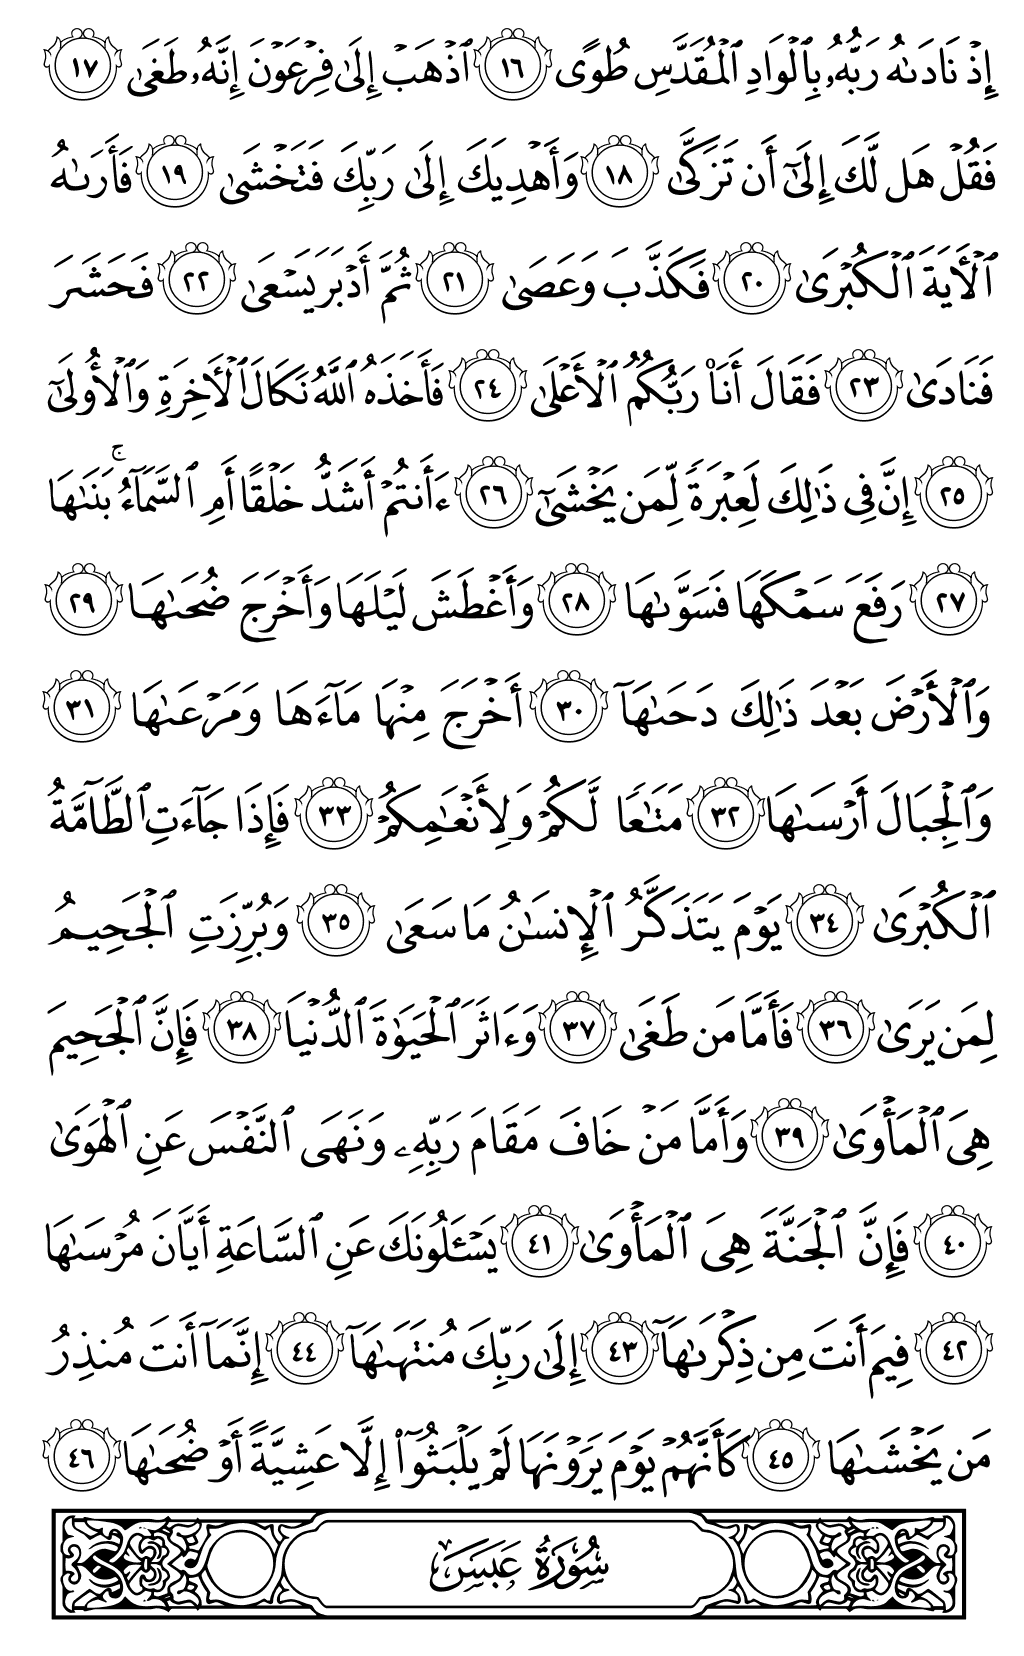 إِذْ نَادَىٰهُ رَبُّهُۥ بِٱلْوَادِ ٱلْمُقَدَّسِ طُوًى ١٦ ٱذْهَبْ إِلَىٰ فِرْعَوْنَ إِنَّهُۥ طَغَىٰ ١٧
فَقُلْ هَل لَّكَ إِلَىٰٓ أَن تَزَكَّىٰ ١٨ وَأَهْدِيَكَ إِلَىٰ رَبِّكَ فَتَخْشَىٰ ١٩ فَأَرَىٰهُ
ٱلْـَٔايَةَ ٱلْكُبْرَىٰ ٢٠ فَكَذَّبَ وَعَصَىٰ ٢١ ثُمَّ أَدْبَرَ يَسْعَىٰ ٢٢ فَحَشَرَ
فَنَادَىٰ ٢٣ فَقَالَ أَنَا۠ رَبُّكُمُ ٱلْأَعْلَىٰ ٢٤ فَأَخَذَهُ ٱللَّهُ نَكَالَ ٱلْـَٔاخِرَةِ وَٱلْأُولَىٰٓ
٢٥ إِنَّ فِى ذَٰلِكَ لَعِبْرَةً لِّمَن يَخْشَىٰٓ ٢٦ ءَأَنتُمْ أَشَدُّ خَلْقًا أَمِ ٱلسَّمَآءُ ۚ بَنَىٰهَا
٢٧ رَفَعَ سَمْكَهَا فَسَوَّىٰهَا ٢٨ وَأَغْطَشَ لَيْلَهَا وَأَخْرَجَ ضُحَىٰهَا ٢٩
وَٱلْأَرْضَ بَعْدَ ذَٰلِكَ دَحَىٰهَآ ٣٠ أَخْرَجَ مِنْهَا مَآءَهَا وَمَرْعَىٰهَا ٣١
وَٱلْجِبَالَ أَرْسَىٰهَا ٣٢ مَتَـٰعًا لَّكُمْ وَلِأَنْعَـٰمِكُمْ ٣٣ فَإِذَا جَآءَتِ ٱلطَّآمَّةُ
ٱلْكُبْرَىٰ ٣٤ يَوْمَ يَتَذَكَّرُ ٱلْإِنسَـٰنُ مَا سَعَىٰ ٣٥ وَبُرِّزَتِ ٱلْجَحِيمُ
لِمَن يَرَىٰ ٣٦ فَأَمَّا مَن طَغَىٰ ٣٧ وَءَاثَرَ ٱلْحَيَوٰةَ ٱلدُّنْيَا ٣٨ فَإِنَّ ٱلْجَحِيمَ
هِىَ ٱلْمَأْوَىٰ ٣٩ وَأَمَّا مَنْ خَافَ مَقَامَ رَبِّهِۦ وَنَهَى ٱلنَّفْسَ عَنِ ٱلْهَوَىٰ
٤٠ فَإِنَّ ٱلْجَنَّةَ هِىَ ٱلْمَأْوَىٰ ٤١ يَسْـَٔلُونَكَ عَنِ ٱلسَّاعَةِ أَيَّانَ مُرْسَىٰهَا
٤٢ فِيمَ أَنتَ مِن ذِكْرَىٰهَآ ٤٣ إِلَىٰ رَبِّكَ مُنتَهَىٰهَآ ٤٤ إِنَّمَآ أَنتَ مُنذِرُ
مَن يَخْشَىٰهَا ٤٥ كَأَنَّهُمْ يَوْمَ يَرَوْنَهَا لَمْ يَلْبَثُوٓا۟ إِلَّا عَشِيَّةً أَوْ ضُحَىٰهَا ٤٦
سُورَةُ عَبَسَ